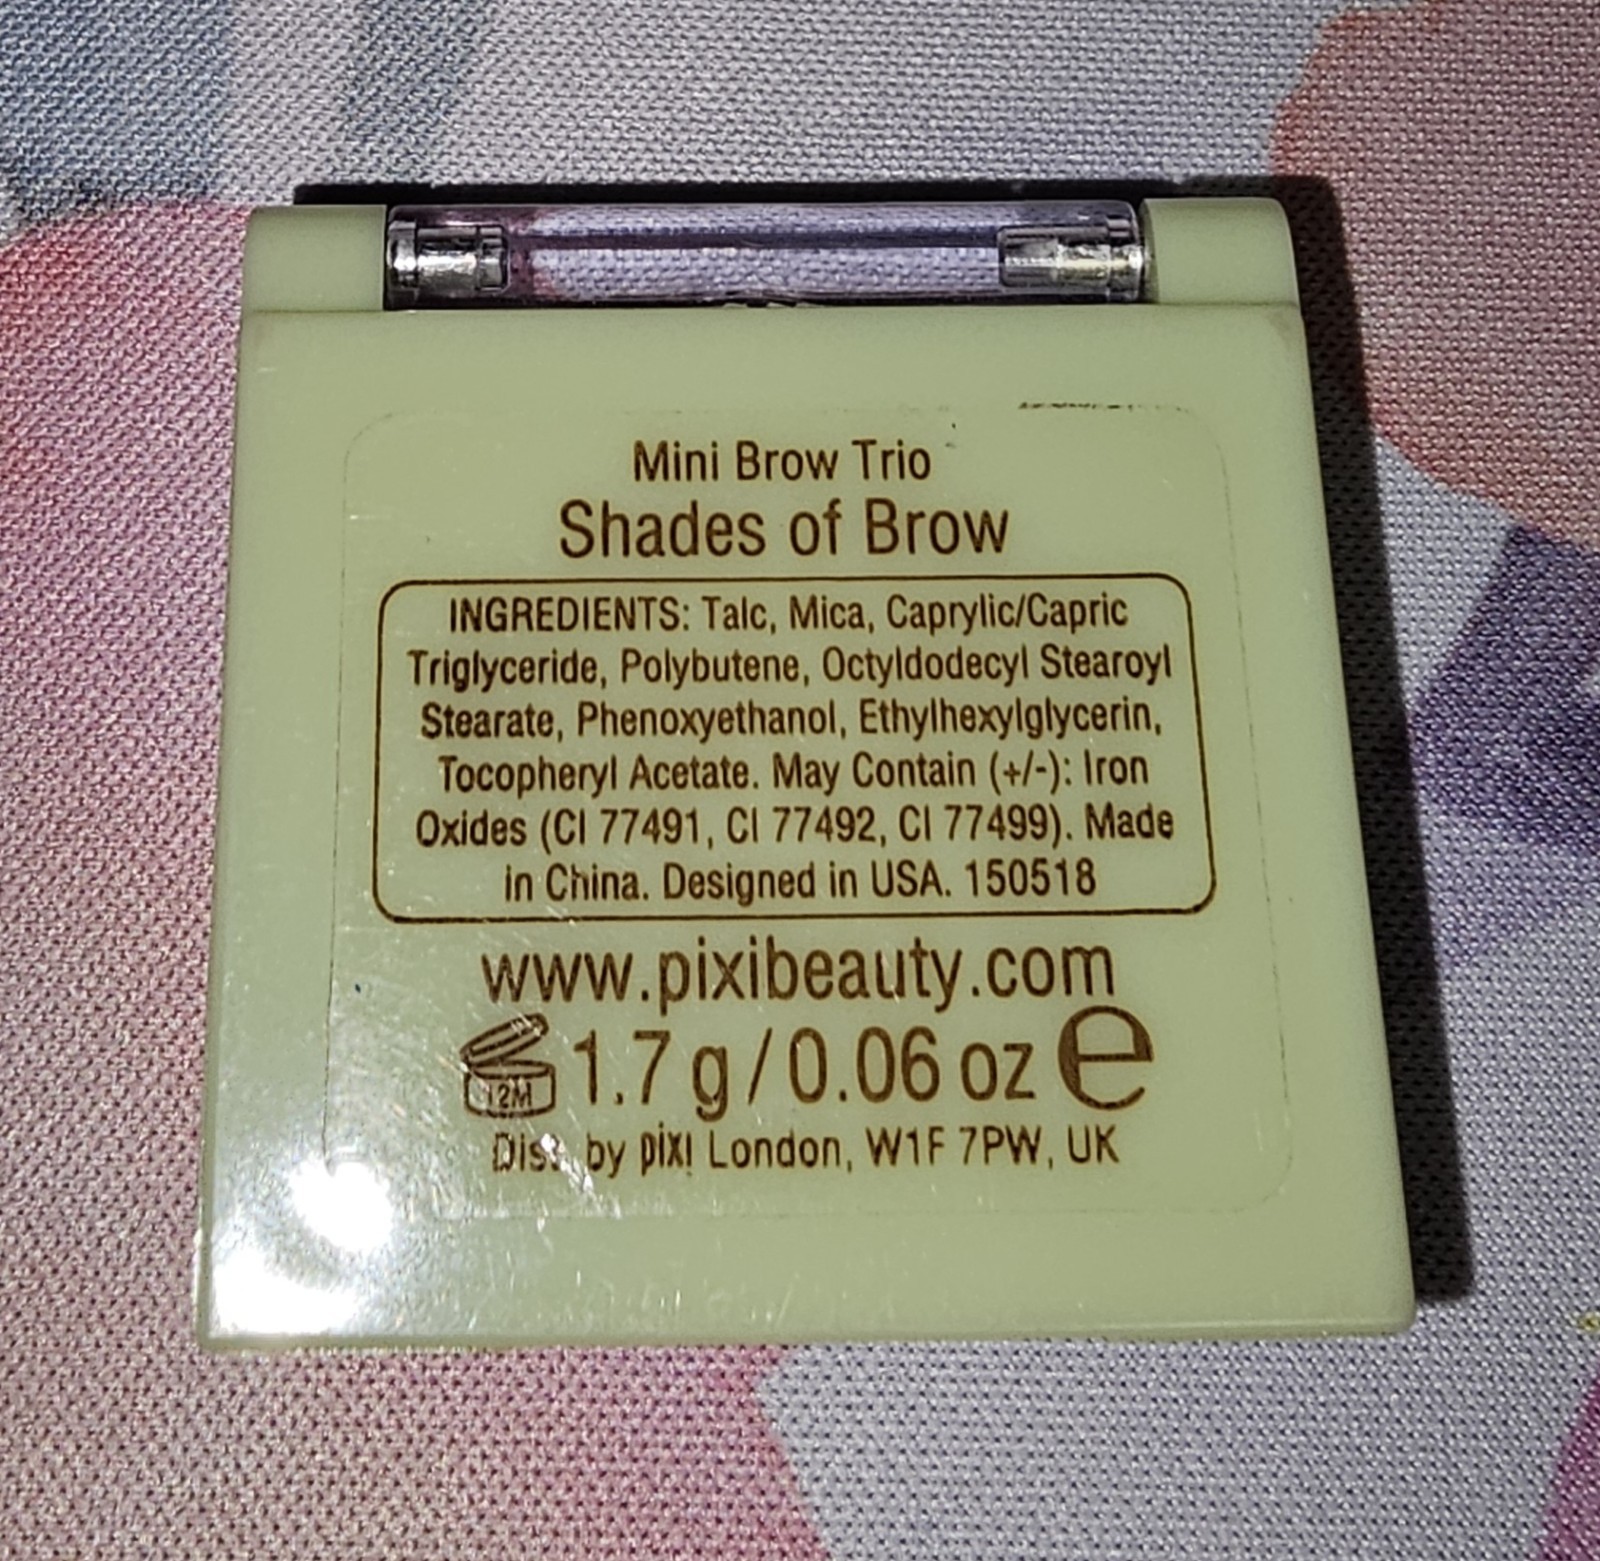 Mini Brow Trio
Shades of Brow
INGREDIENTS: Talc, Mica, Caprylic/Capric
Triglyceride, Polybutene, Octyldodecyl Stearoyl
Stearate, Phenoxyethanol, Ethylhexylglycerin,
Tocopheryl Acetate. May Contain (+/-): Iron
Oxides (CI 77491, CI 77492, CI 77499). Made
in China. Designed in USA. 150518
www.pixibeauty.com
12M 1.7 g / 0.06 oz e
Dist. by pixi London, W1F 7PW, UK